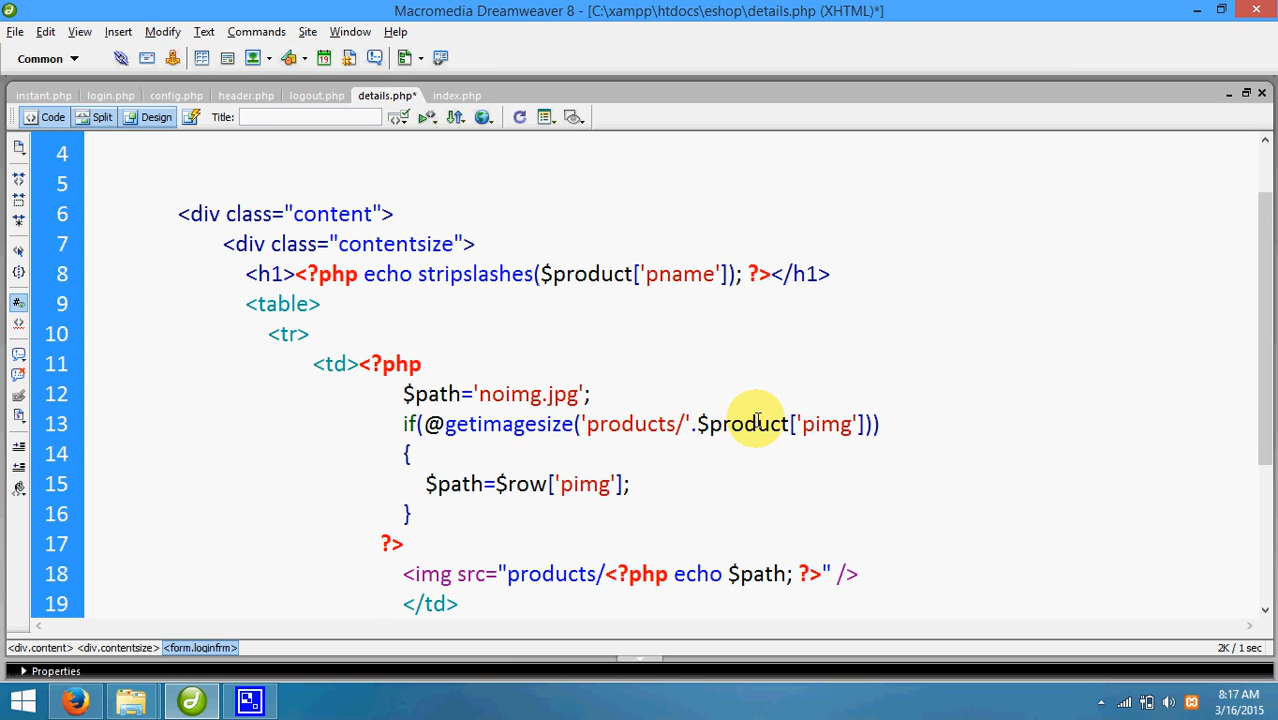 Macromedia Dreamweaver 8 - [C:\xampp\htdocs\eshop\details.php (XHTML)*]
File Edit View Insert Modify Text Commands Site Window Help
Common
instant.php login.php config.php header.php logout.php details.php* index.php
Code Split Design Title:
4
5
6 <div class="content">
7 <div class="contentsize">
8 <h1><?php echo stripslashes($product['pname']); ?></h1>
9 <table>
10 <tr>
11 <td><?php
12 $path='noimg.jpg';
13 if(@getimagesize('products/'.$product['pimg']))
14 {
15 $path=$row['pimg'];
16 }
17 ?>
18 <img src="products/<?php echo $path; ?>" />
19 </td>
<div.content> <div.contentsize> <form.loginfrm> 2K / 1 sec
Properties
8:17 AM
3/16/2015